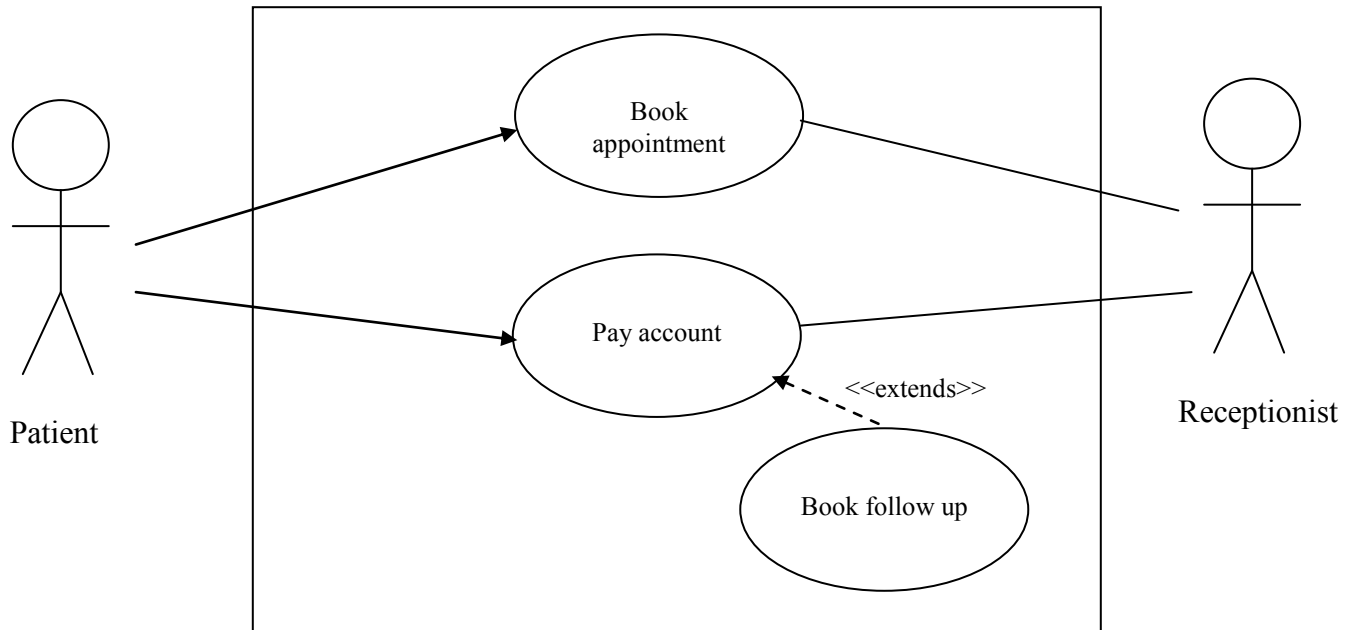 Book
appointment
Pay account
<<extends>>
Patient
Receptionist
Book follow up